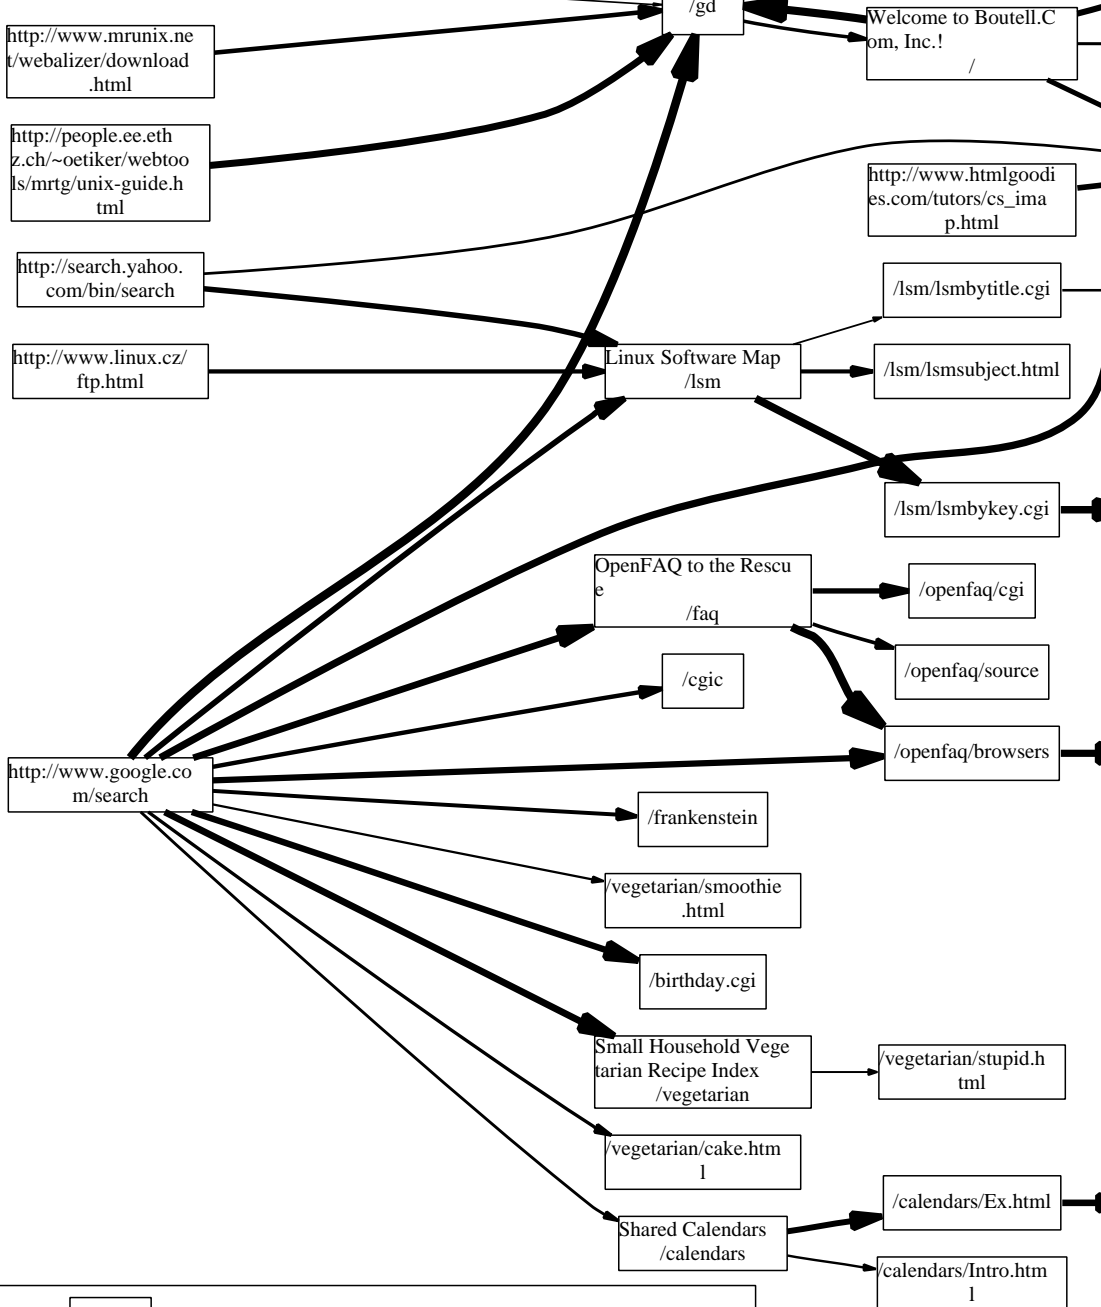 /gd
Welcome to Boutell.C
om, Inc.!
/
http://www.mrunix.ne
t/webalizer/download
.html
http://people.ee.eth
z.ch/~oetiker/webtoo
ls/mrtg/unix-guide.h
tml
http://www.htmlgoodi
es.com/tutors/cs_ima
p.html
http://search.yahoo.
com/bin/search
/lsm/lsmbytitle.cgi
http://www.linux.cz/
ftp.html
Linux Software Map
/lsm
/lsm/lsmsubject.html
/lsm/lsmbykey.cgi
OpenFAQ to the Rescu
e
/faq
/openfaq/cgi
/openfaq/source
/cgic
/openfaq/browsers
http://www.google.co
m/search
/frankenstein
/vegetarian/smoothie
.html
/birthday.cgi
Small Household Vege
tarian Recipe Index
/vegetarian
/vegetarian/stupid.h
tml
/vegetarian/cake.htm
l
/calendars/Ex.html
Shared Calendars
/calendars
/calendars/Intro.htm
l